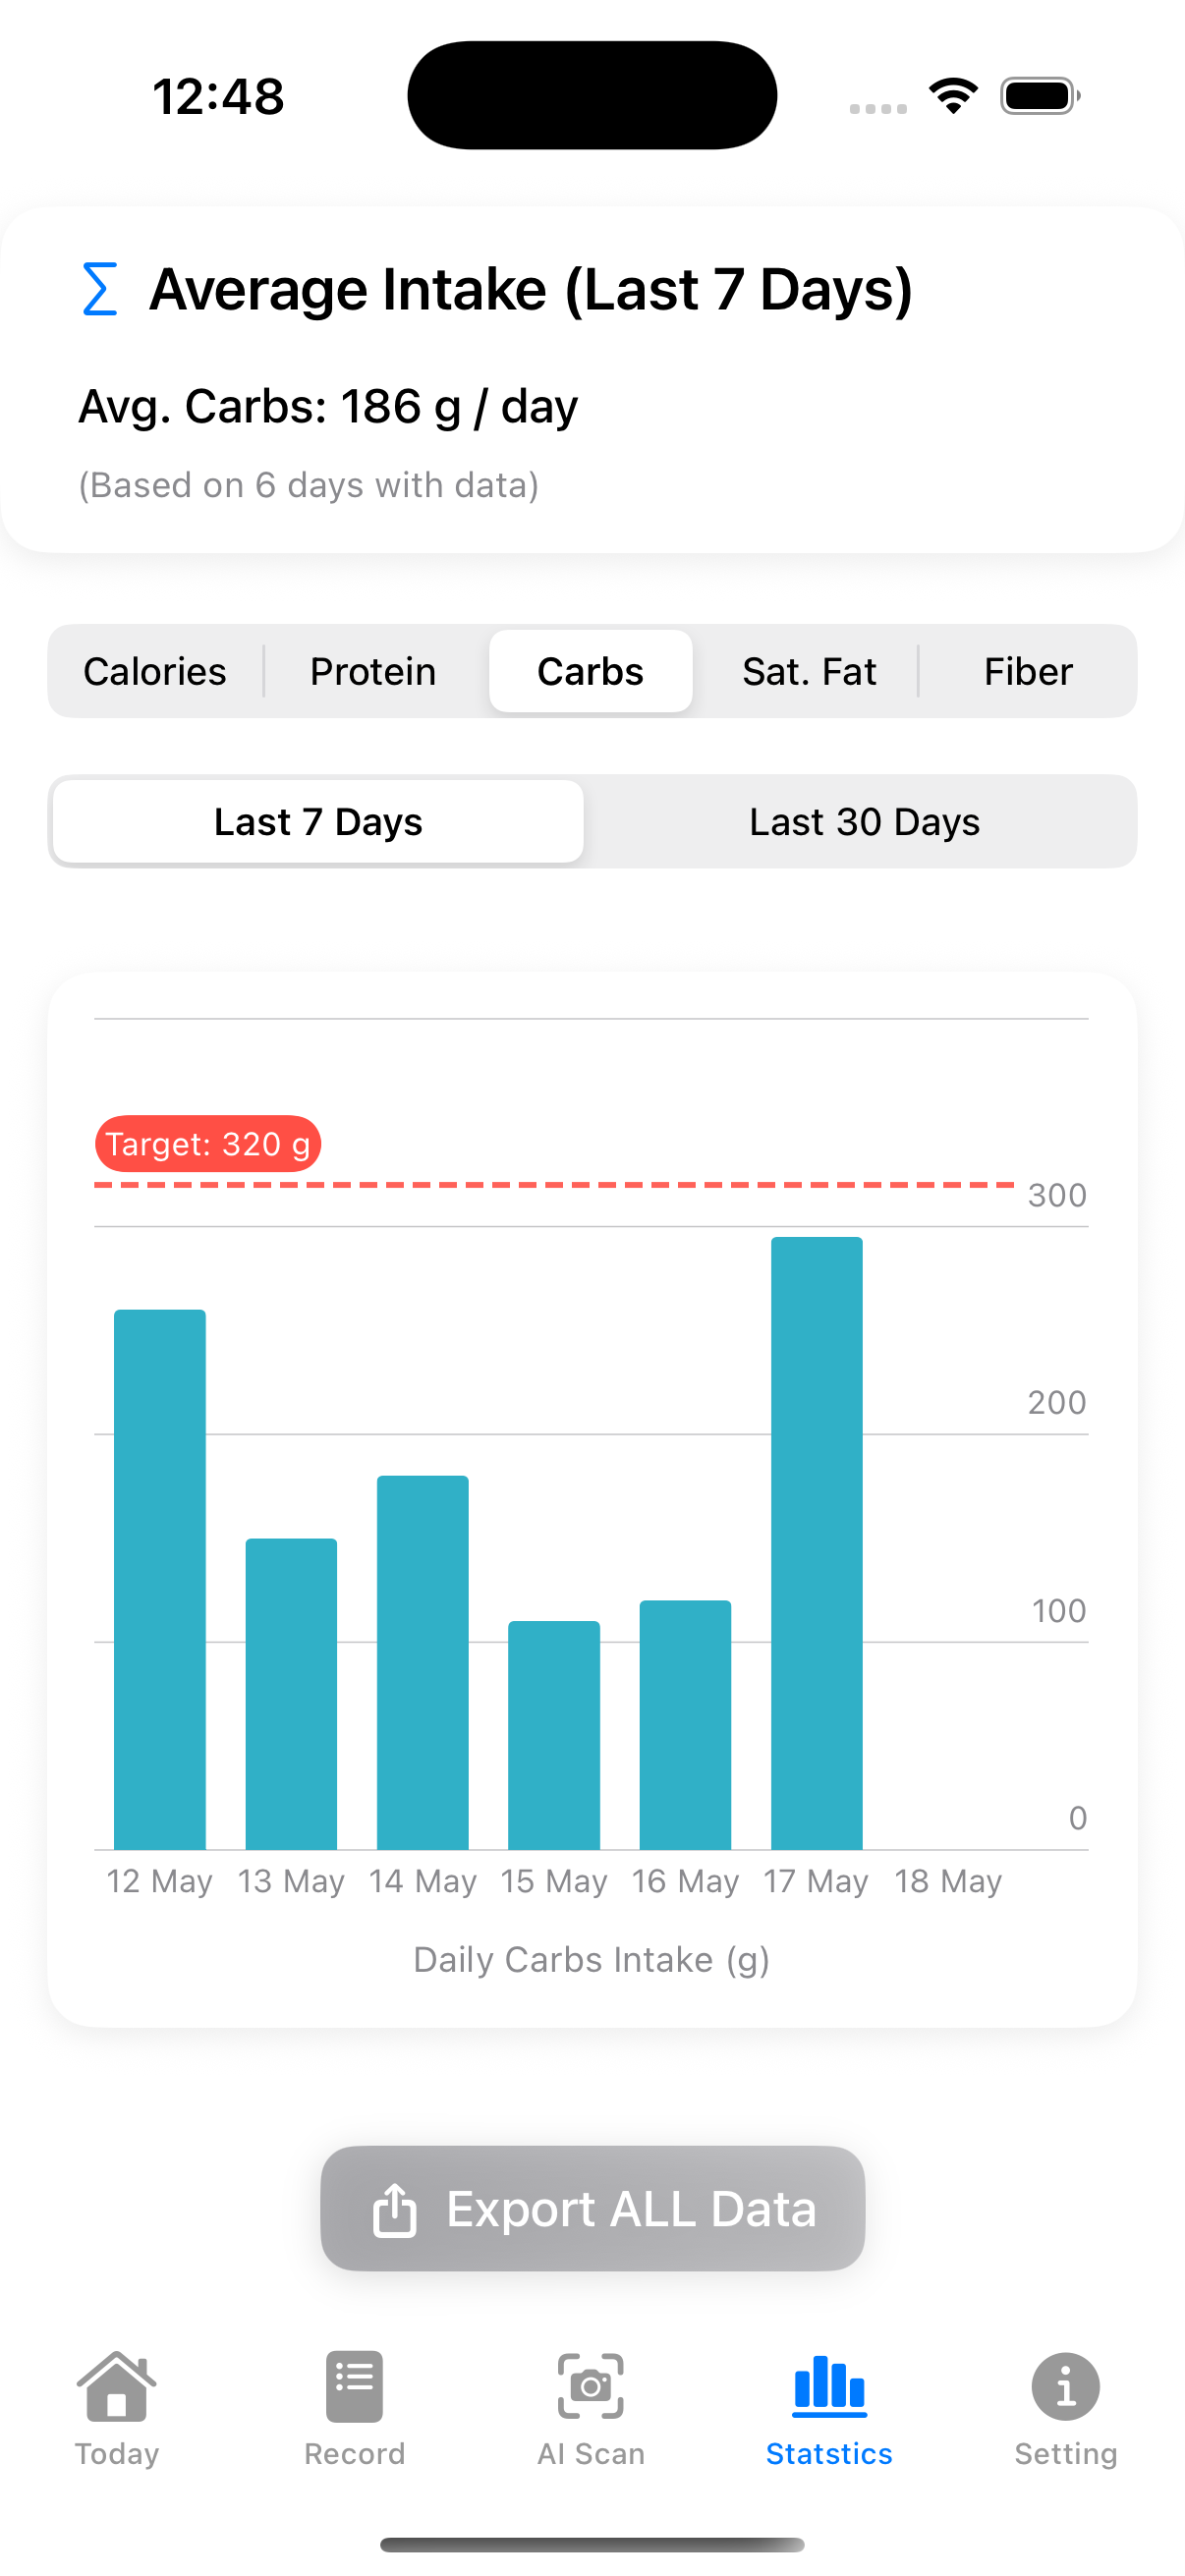 12:48
Average Intake (Last 7 Days)
Avg. Carbs: 186 g / day
(Based on 6 days with data)
Calories Protein Carbs Sat. Fat Fiber
Last 7 Days Last 30 Days
Target: 320 g
300
200
100
0
12 May 13 May 14 May 15 May 16 May 17 May 18 May
Daily Carbs Intake (g)
Export ALL Data
Today Record AI Scan Statstics Setting